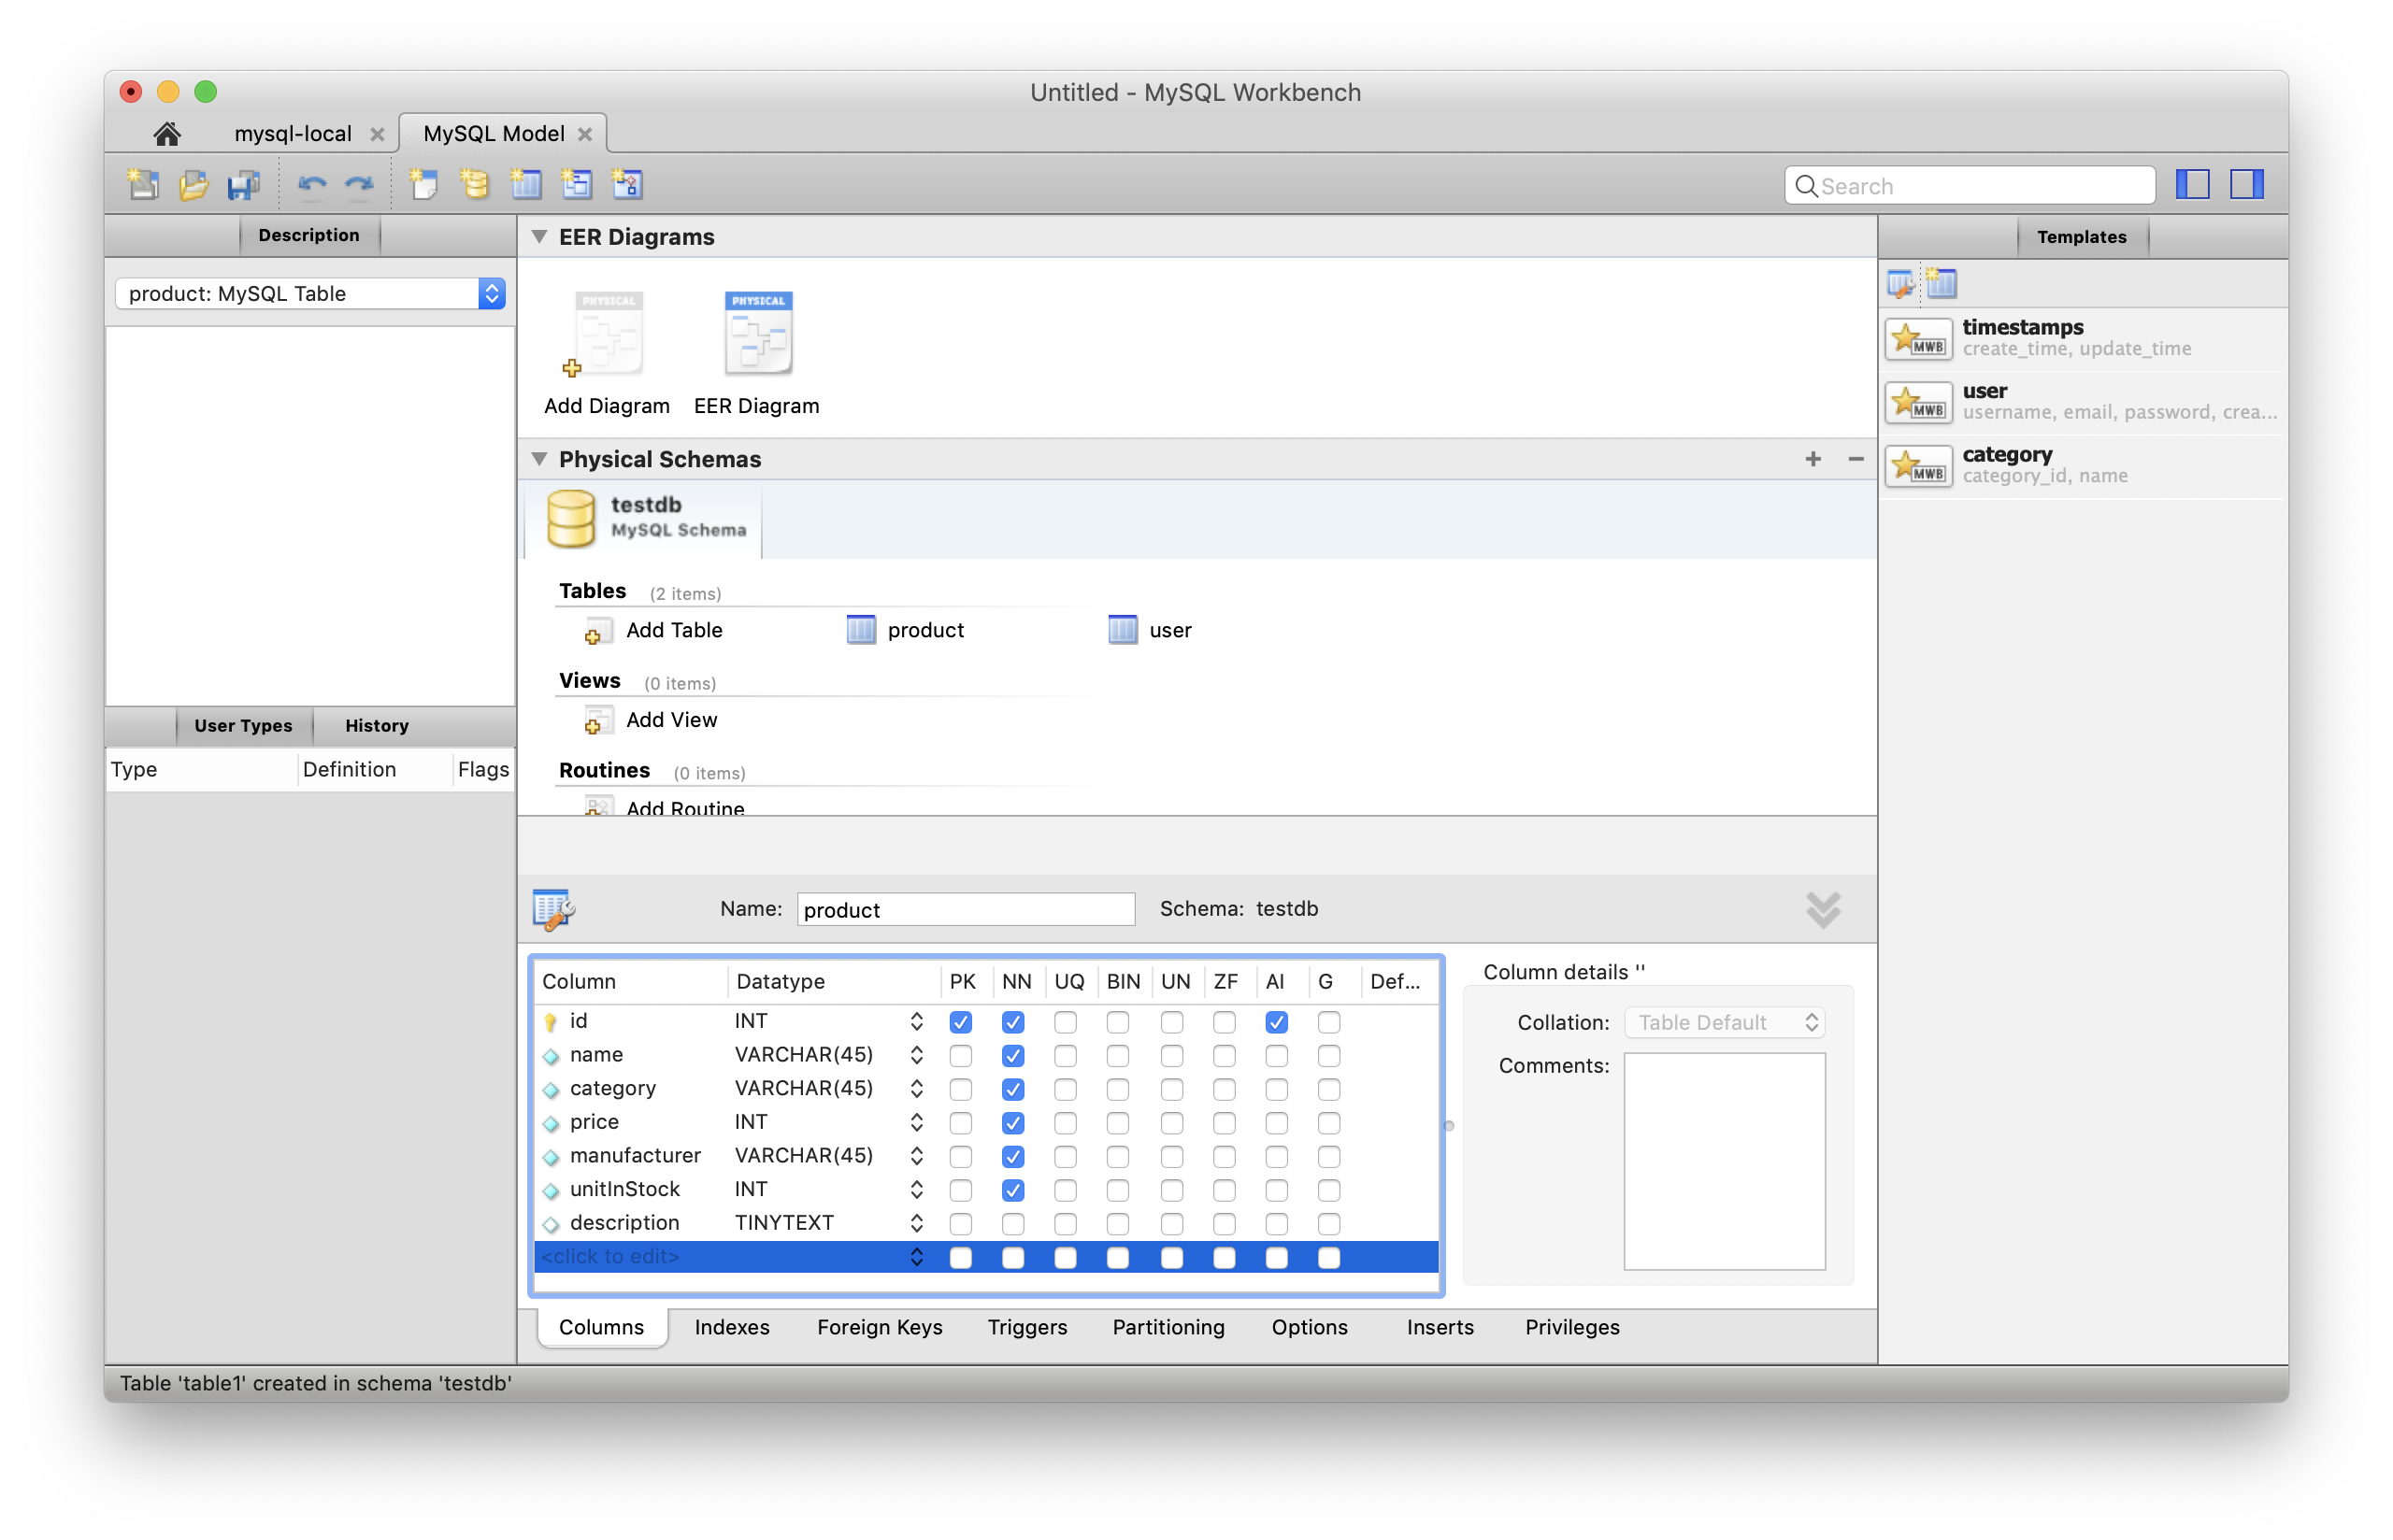 Untitled - MySQL Workbench
mysql-local
MySQL Model
Search
Description
product: MySQL Table
User Types
History
Type
Definition
Flags
EER Diagrams
PHYSICAL
PHYSICAL
Add Diagram
EER Diagram
Physical Schemas
testdb
MySQL Schema
Tables (2 items)
Add Table
product
user
Views (0 items)
Add View
Routines (0 items)
Add Routine
Name: product
Schema: testdb
Column Datatype PK NN UQ BIN UN ZF AI G Def...
id INT
name VARCHAR(45)
category VARCHAR(45)
price INT
manufacturer VARCHAR(45)
unitInStock INT
description TINYTEXT
<click to edit>
Column details ''
Collation: Table Default
Comments:
Columns
Indexes
Foreign Keys
Triggers
Partitioning
Options
Inserts
Privileges
Templates
MWB
timestamps
create_time, update_time
MWB
user
username, email, password, crea...
MWB
category
category_id, name
Table 'table1' created in schema 'testdb'